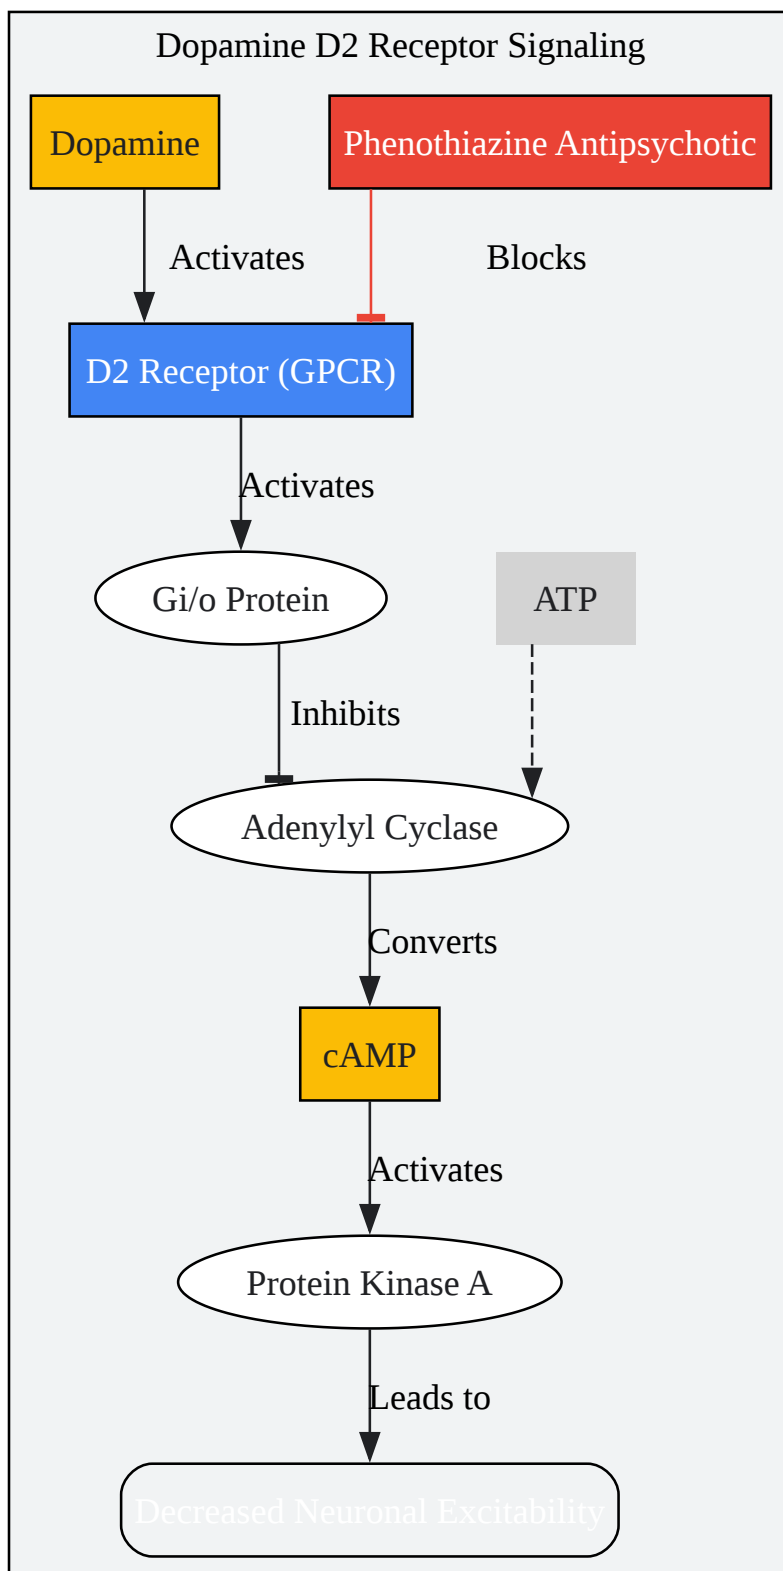 Dopamine D2 Receptor Signaling
Dopamine
Phenothiazine Antipsychotic
Activates
Blocks
D2 Receptor (GPCR)
Activates
Gi/o Protein
ATP
Inhibits
Adenylyl Cyclase
Converts
cAMP
Activates
Protein Kinase A
Leads to
Decreased Neuronal Excitability